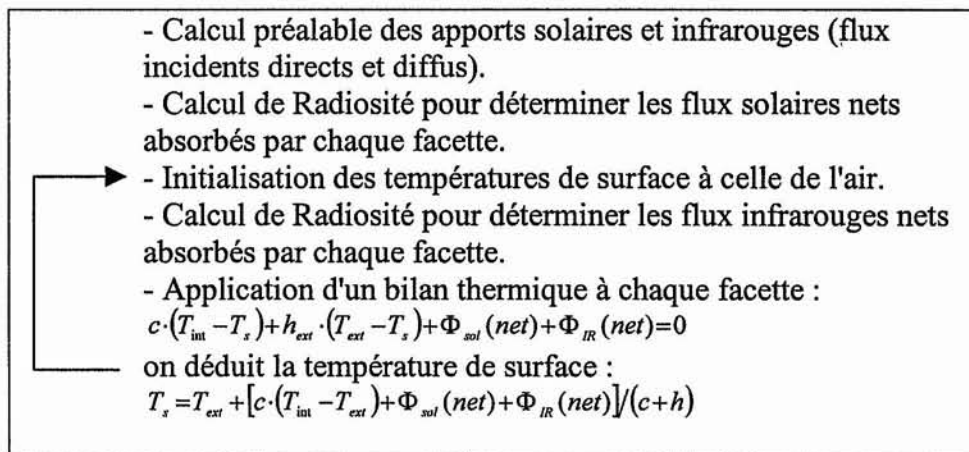 - Calcul préalable des apports solaires et infrarouges (flux
incidents directs et diffus).
- Calcul de Radiosité pour déterminer les flux solaires nets
absorbés par chaque facette.
- Initialisation des températures de surface à celle de l'air.
- Calcul de Radiosité pour déterminer les flux infrarouges nets
absorbés par chaque facette.
- Application d'un bilan thermique à chaque facette :
c·(T_int −T_s)+h_ext·(T_ext −T_s)+Φ_sol(net)+Φ_IR(net)=0
on déduit la température de surface :
T_s=T_ext+[c·(T_int −T_ext)+Φ_sol(net)+Φ_IR(net)]/(c+h)